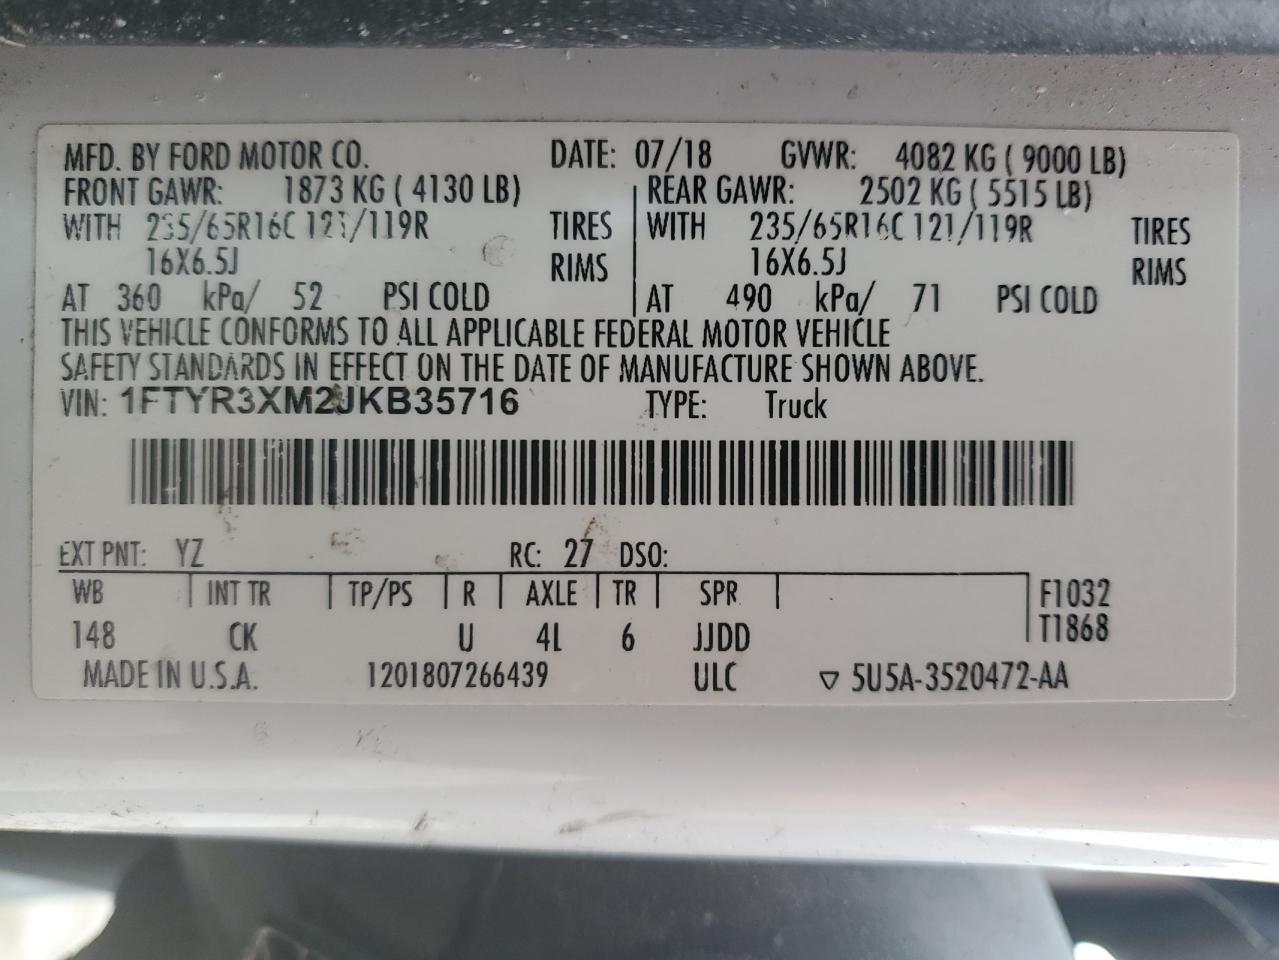 MFD. BY FORD MOTOR CO. DATE: 07/18 GVWR: 4082 KG ( 9000 LB)
FRONT GAWR: 1873 KG ( 4130 LB) REAR GAWR: 2502 KG ( 5515 LB)
WITH 235/65R16C 121/119R TIRES WITH 235/65R16C 121/119R TIRES
16X6.5J RIMS 16X6.5J RIMS
AT 360 kPa/ 52 PSI COLD AT 490 kPa/ 71 PSI COLD
THIS VEHICLE CONFORMS TO ALL APPLICABLE FEDERAL MOTOR VEHICLE
SAFETY STANDARDS IN EFFECT ON THE DATE OF MANUFACTURE SHOWN ABOVE.
VIN: 1FTYR3XM2JKB35716 TYPE: Truck
EXT PNT: YZ RC: 27 DSO:
WB INT TR TP/PS R AXLE TR SPR F1032
148 CK U 4L 6 JJDD T1868
MADE IN U.S.A. 1201807266439 ULC ▽ 5U5A-3520472-AA